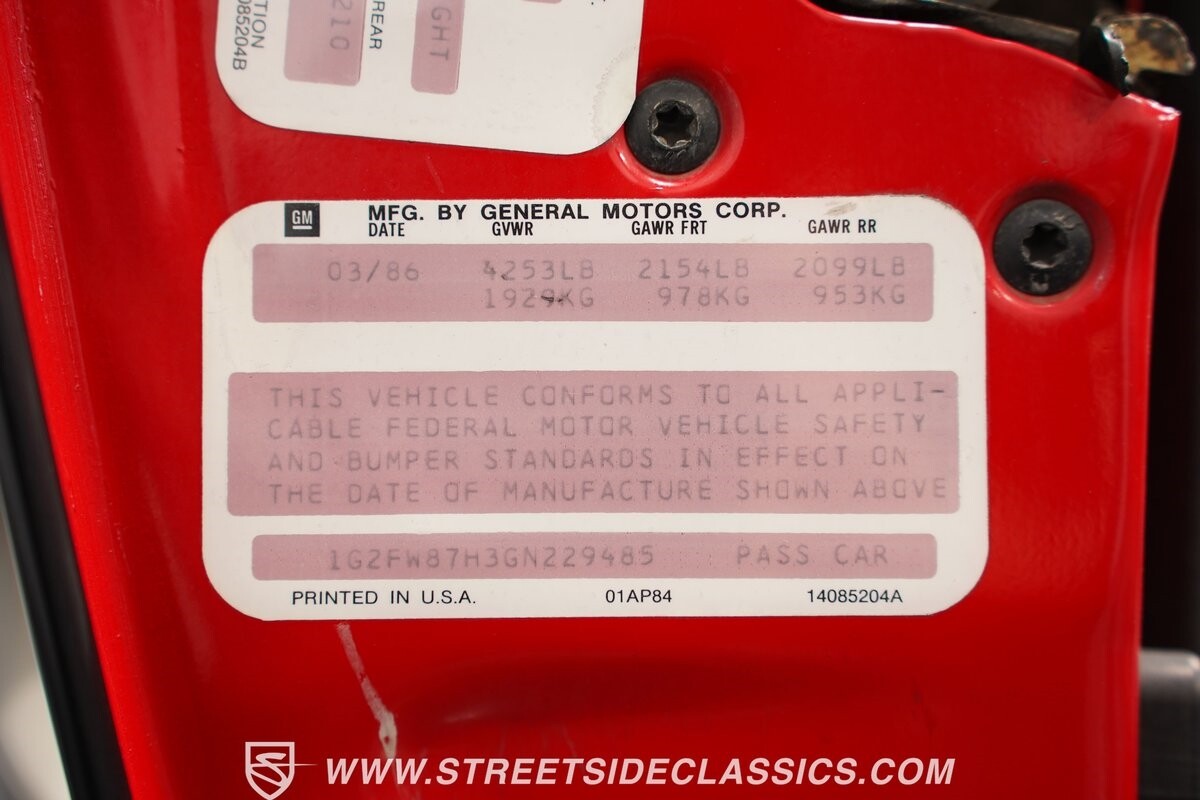 TION
085204B
210
REAR
GHT
GM
MFG. BY GENERAL MOTORS CORP.
DATE GVWR GAWR FRT GAWR RR
03/86 4253LB 2154LB 2099LB
1929KG 978KG 953KG
THIS VEHICLE CONFORMS TO ALL APPLI-
CABLE FEDERAL MOTOR VEHICLE SAFETY
AND BUMPER STANDARDS IN EFFECT ON
THE DATE OF MANUFACTURE SHOWN ABOVE
1G2FW87H3GN229485 PASS CAR
PRINTED IN U.S.A. 01AP84 14085204A
WWW.STREETSIDECLASSICS.COM